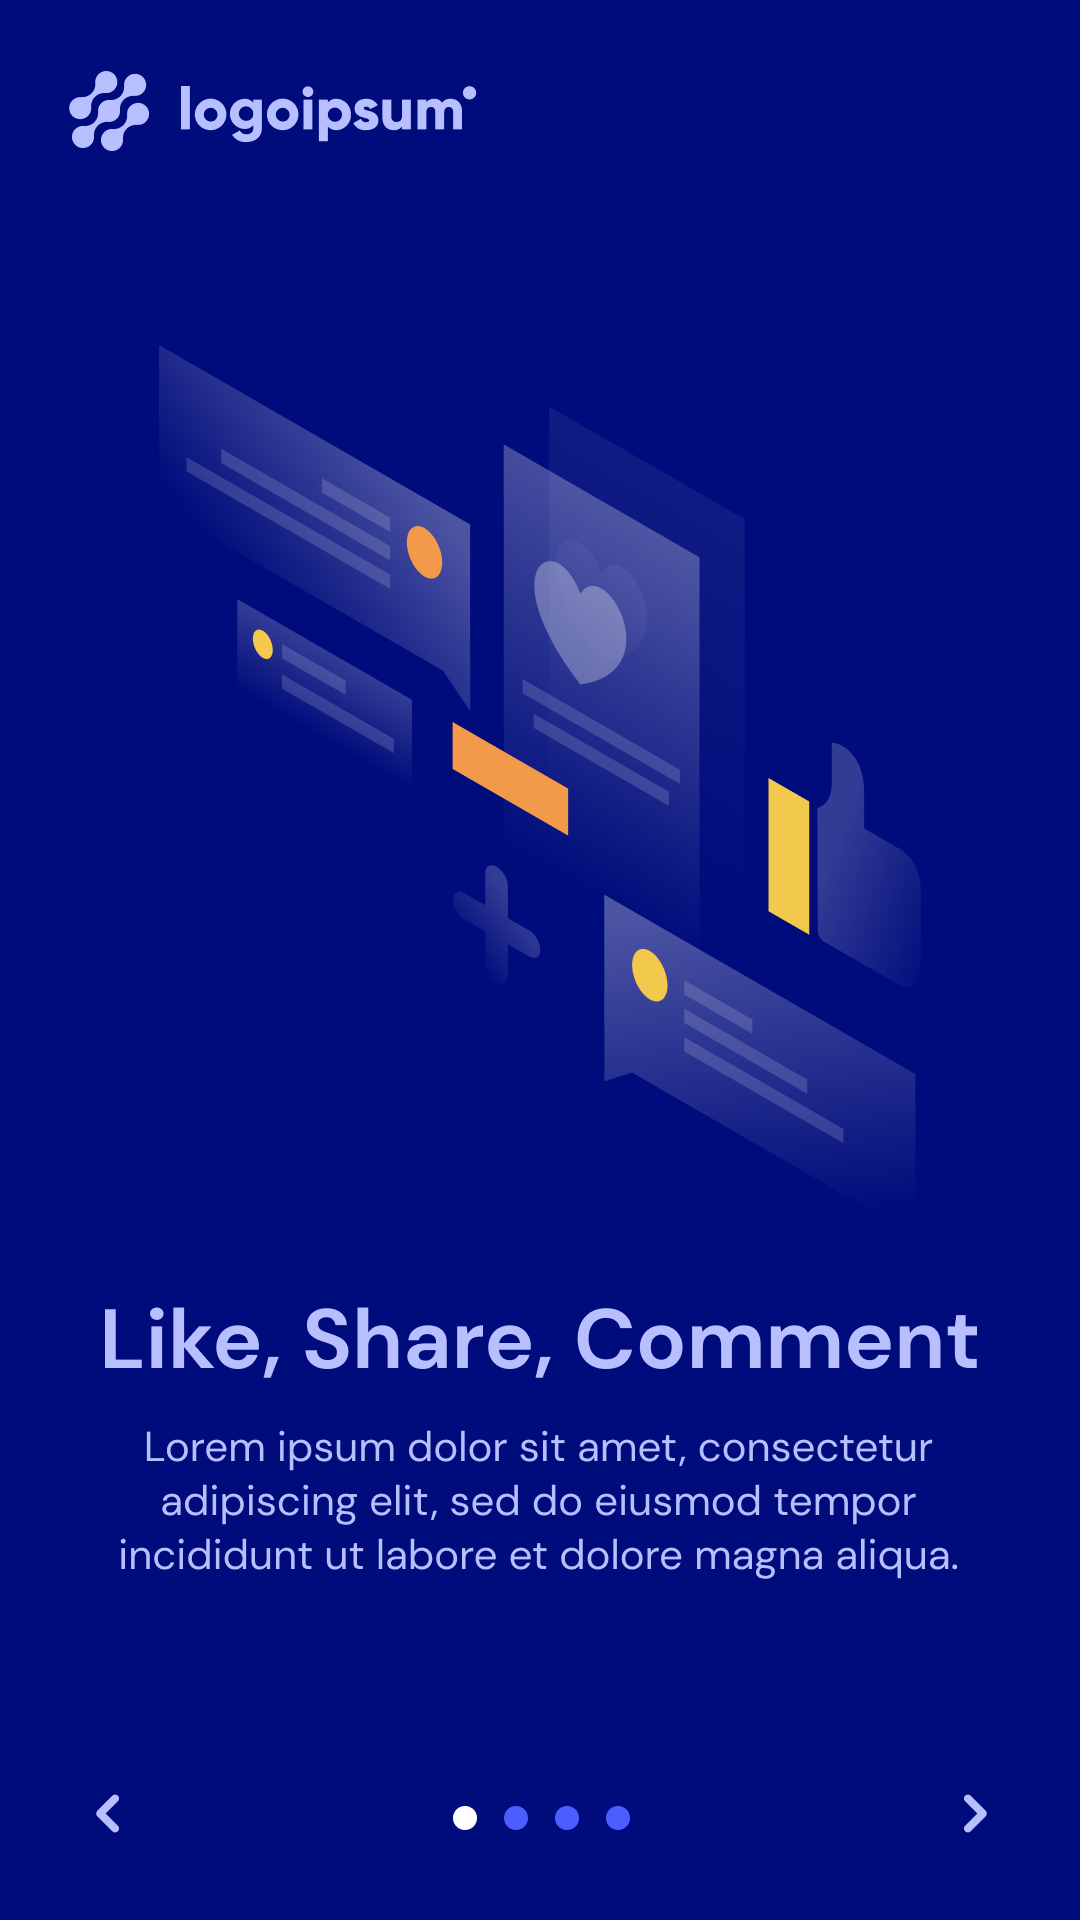 logoipsum
Like, Share, Comment
Lorem ipsum dolor sit amet, consectetur
adipiscing elit, sed do eiusmod tempor
incididunt ut labore et dolore magna aliqua.